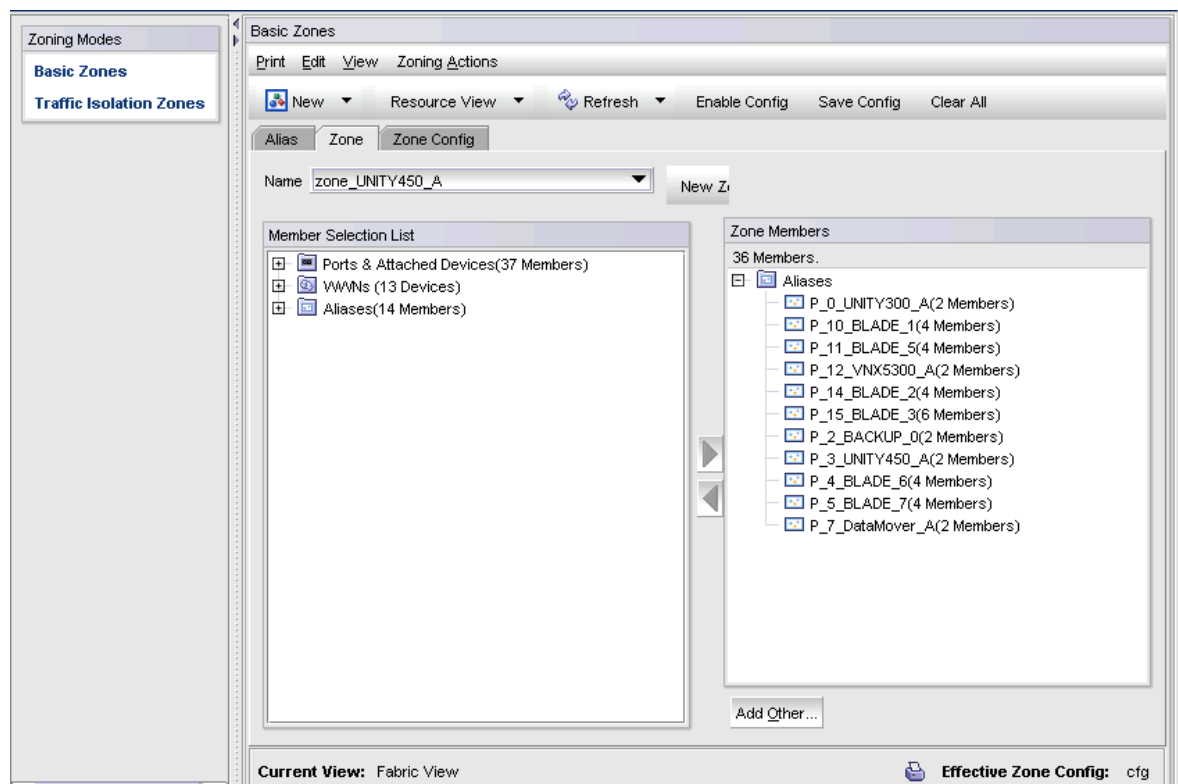 Zoning Modes
Basic Zones
Traffic Isolation Zones
Basic Zones
Print Edit View Zoning Actions
New Resource View Refresh Enable Config Save Config Clear All
Alias Zone Zone Config
Name zone_UNITY450_A New Z
Member Selection List
Ports & Attached Devices(37 Members)
WWNs (13 Devices)
Aliases(14 Members)
Zone Members
36 Members.
Aliases
P_0_UNITY300_A(2 Members)
P_10_BLADE_1(4 Members)
P_11_BLADE_5(4 Members)
P_12_VNX5300_A(2 Members)
P_14_BLADE_2(4 Members)
P_15_BLADE_3(6 Members)
P_2_BACKUP_0(2 Members)
P_3_UNITY450_A(2 Members)
P_4_BLADE_6(4 Members)
P_5_BLADE_7(4 Members)
P_7_DataMover_A(2 Members)
Add Other...
Current View: Fabric View Effective Zone Config: cfg